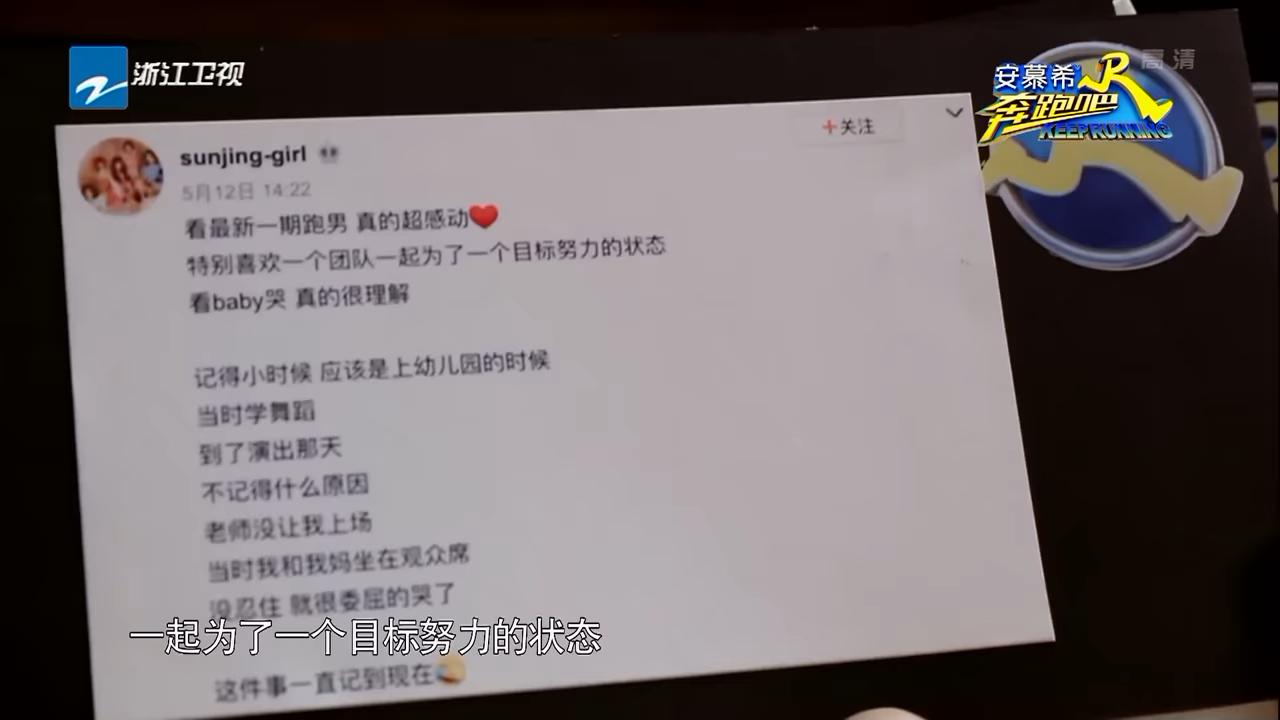 浙江卫视
高清
安慕希
奔跑吧
KEEP RUNNING
sunjing-girl
+关注
5月12日 14:22
看最新一期跑男 真的超感动❤️
特别喜欢一个团队一起为了一个目标努力的状态
看baby哭 真的很理解
记得小时候 应该是上幼儿园的时候
当时学舞蹈
到了演出那天
不记得什么原因
老师没让我上场
当时我和我妈坐在观众席
没忍住 就很委屈的哭了
一起为了一个目标努力的状态
这件事一直记到现在